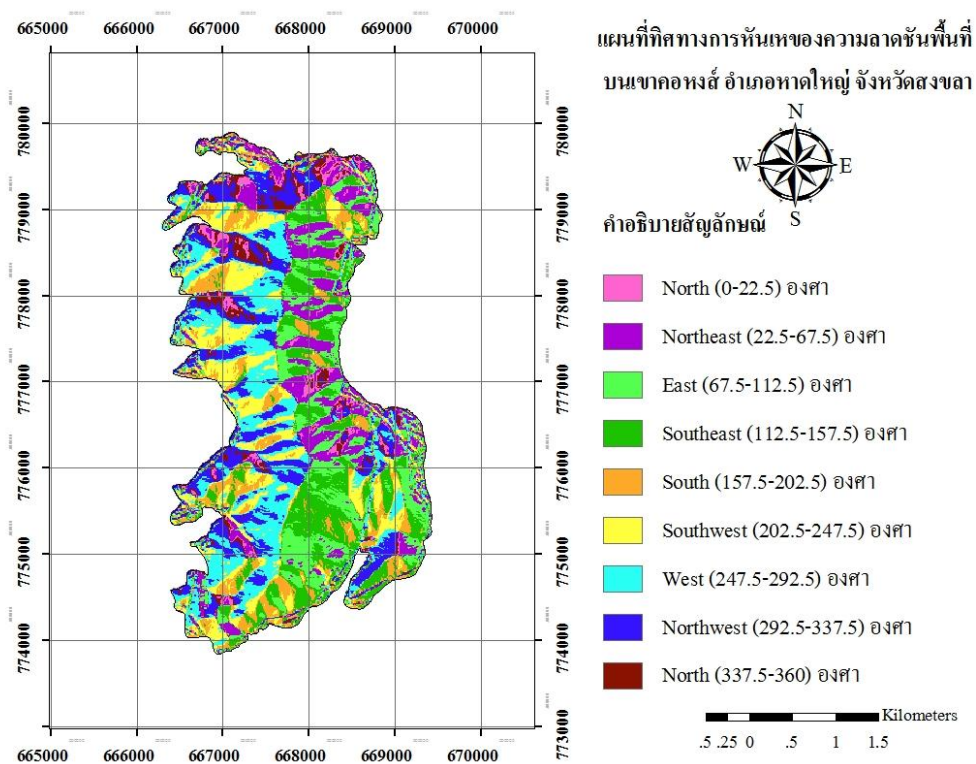 665000 666000 667000 668000 669000 670000
780000
779000
778000
777000
776000
775000
774000
780000
779000
778000
777000
776000
775000
774000
773000
665000 666000 667000 668000 669000 670000
แผนที่ทิศทางการหันเหของความลาดชันพื้นที่
บนเขาคอหงส์ อำเภอหาดใหญ่ จังหวัดสงขลา
N
W E
S
คำอธิบายสัญลักษณ์
North (0-22.5) องศา
Northeast (22.5-67.5) องศา
East (67.5-112.5) องศา
Southeast (112.5-157.5) องศา
South (157.5-202.5) องศา
Southwest (202.5-247.5) องศา
West (247.5-292.5) องศา
Northwest (292.5-337.5) องศา
North (337.5-360) องศา
Kilometers
.5 .25 0 .5 1 1.5